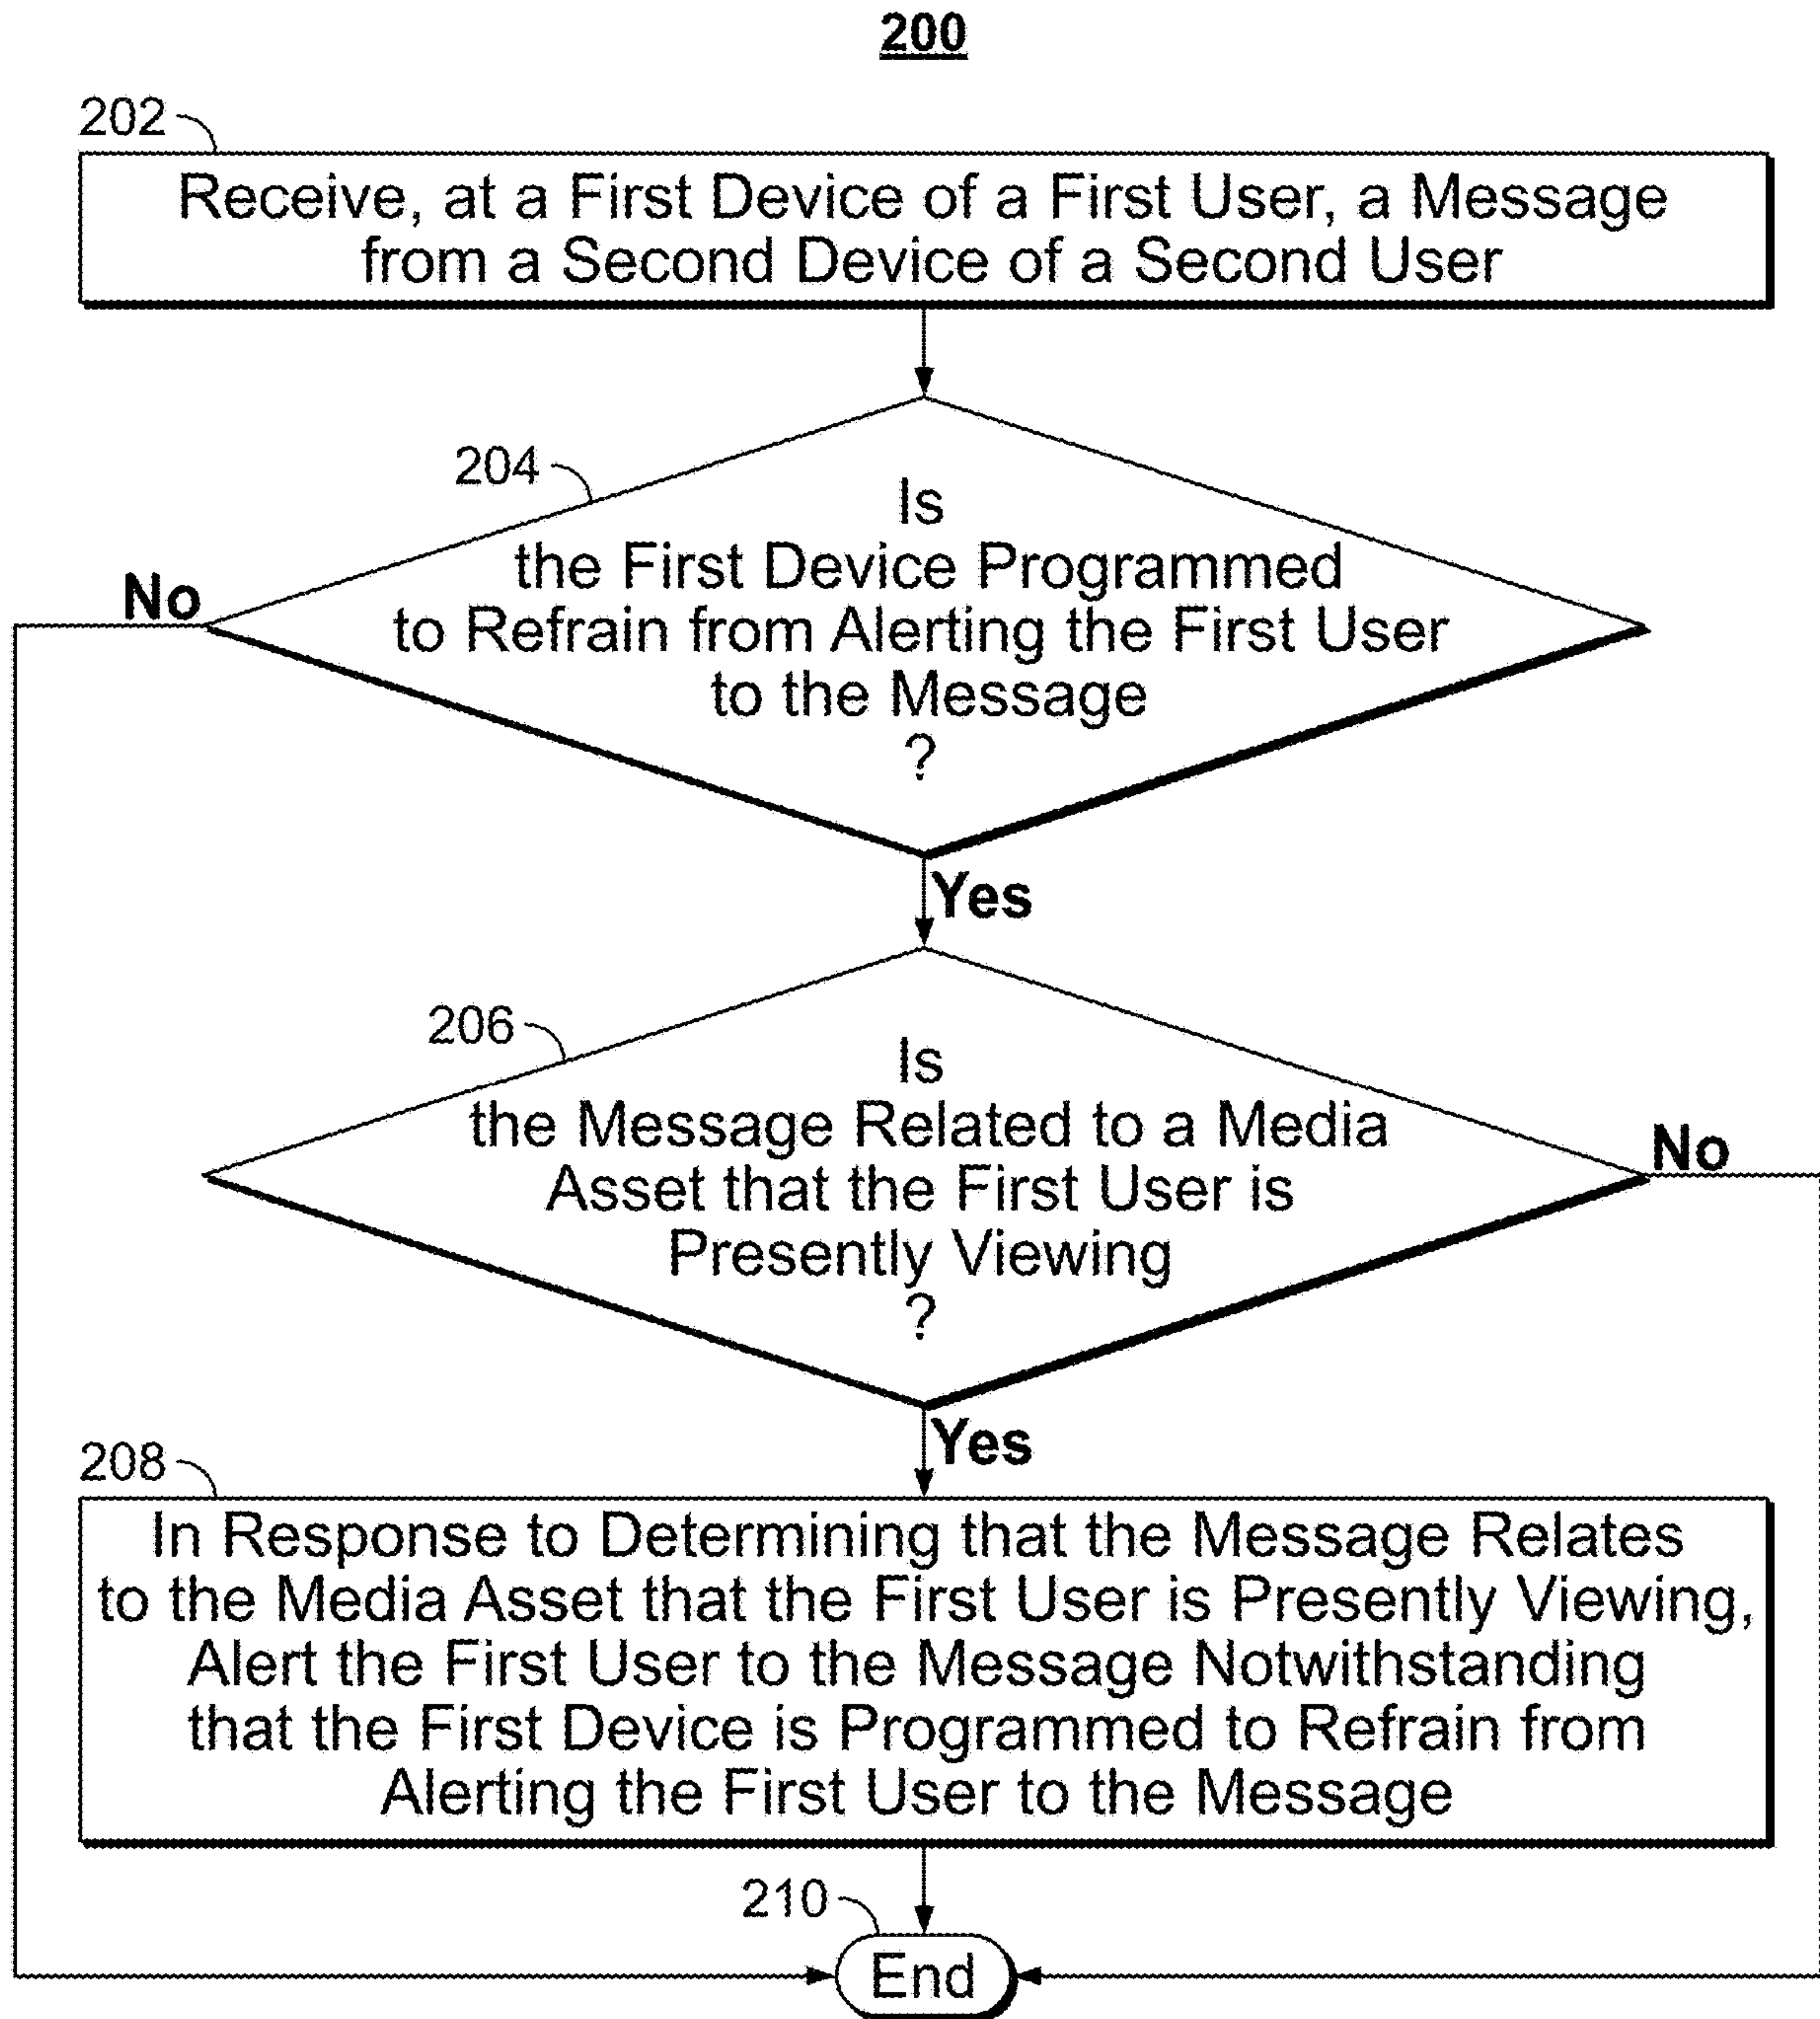 200
202
Receive, at a First Device of a First User, a Message
from a Second Device of a Second User
204
Is
the First Device Programmed
to Refrain from Alerting the First User
to the Message
?
No
Yes
206
Is
the Message Related to a Media
Asset that the First User is
Presently Viewing
?
No
Yes
208
In Response to Determining that the Message Relates
to the Media Asset that the First User is Presently Viewing,
Alert the First User to the Message Notwithstanding
that the First Device is Programmed to Refrain from
Alerting the First User to the Message
210
End